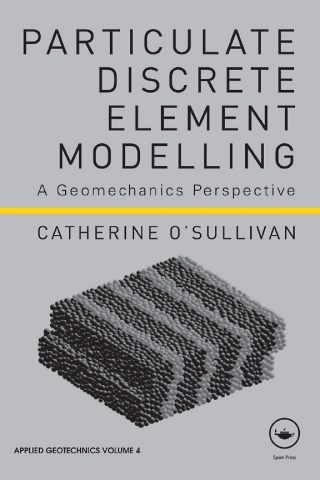 PARTICULATE
DISCRETE
ELEMENT
MODELLING
A Geomechanics Perspective
CATHERINE O'SULLIVAN
APPLIED GEOTECHNICS VOLUME 4
Spon Press